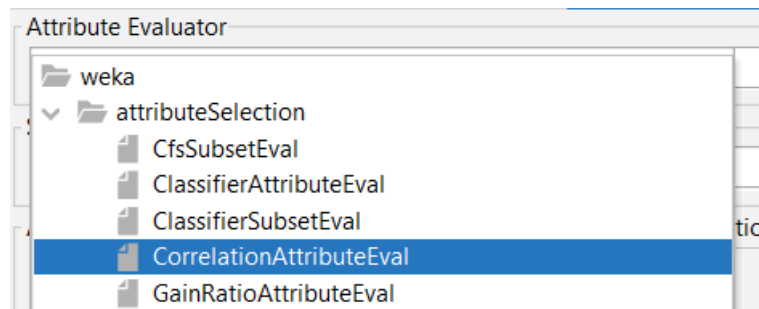 Attribute Evaluator
weka
attributeSelection
CfsSubsetEval
ClassifierAttributeEval
ClassifierSubsetEval
CorrelationAttributeEval
GainRatioAttributeEval